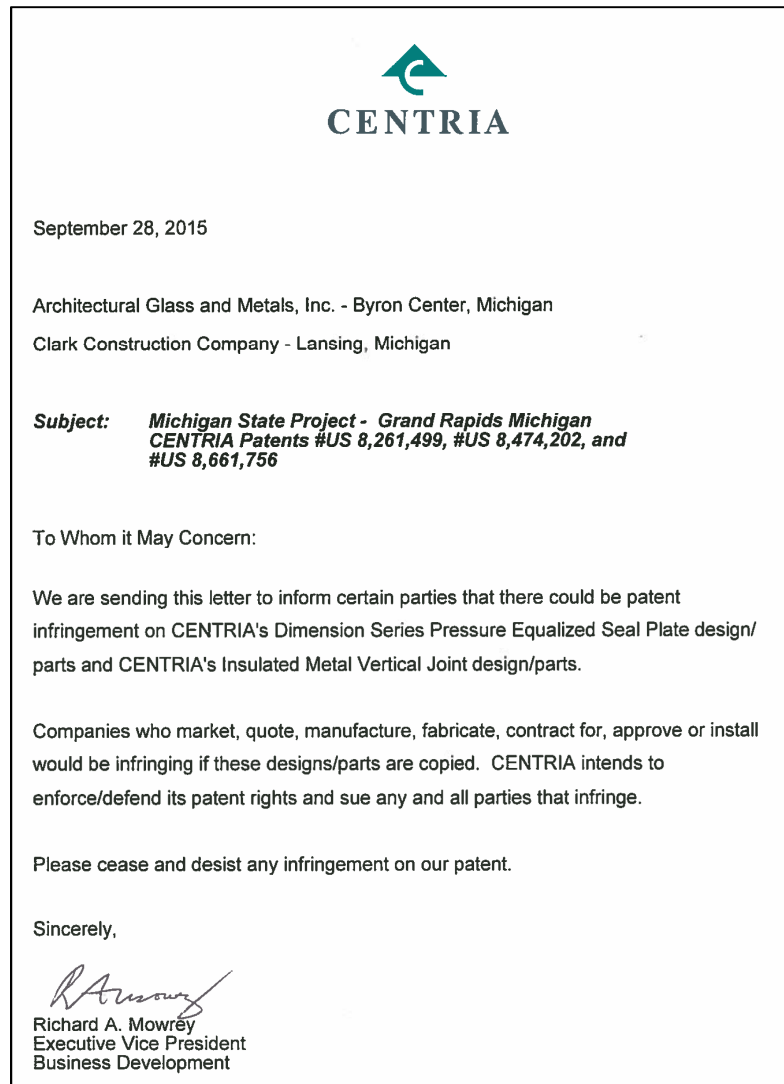 CENTRIA
September 28, 2015
Architectural Glass and Metals, Inc. - Byron Center, Michigan
Clark Construction Company - Lansing, Michigan
Subject: Michigan State Project - Grand Rapids Michigan
CENTRIA Patents #US 8,261,499, #US 8,474,202, and
#US 8,661,756
To Whom it May Concern:
We are sending this letter to inform certain parties that there could be patent
infringement on CENTRIA's Dimension Series Pressure Equalized Seal Plate design/
parts and CENTRIA's Insulated Metal Vertical Joint design/parts.
Companies who market, quote, manufacture, fabricate, contract for, approve or install
would be infringing if these designs/parts are copied. CENTRIA intends to
enforce/defend its patent rights and sue any and all parties that infringe.
Please cease and desist any infringement on our patent.
Sincerely,
Richard A. Mowrey
Executive Vice President
Business Development